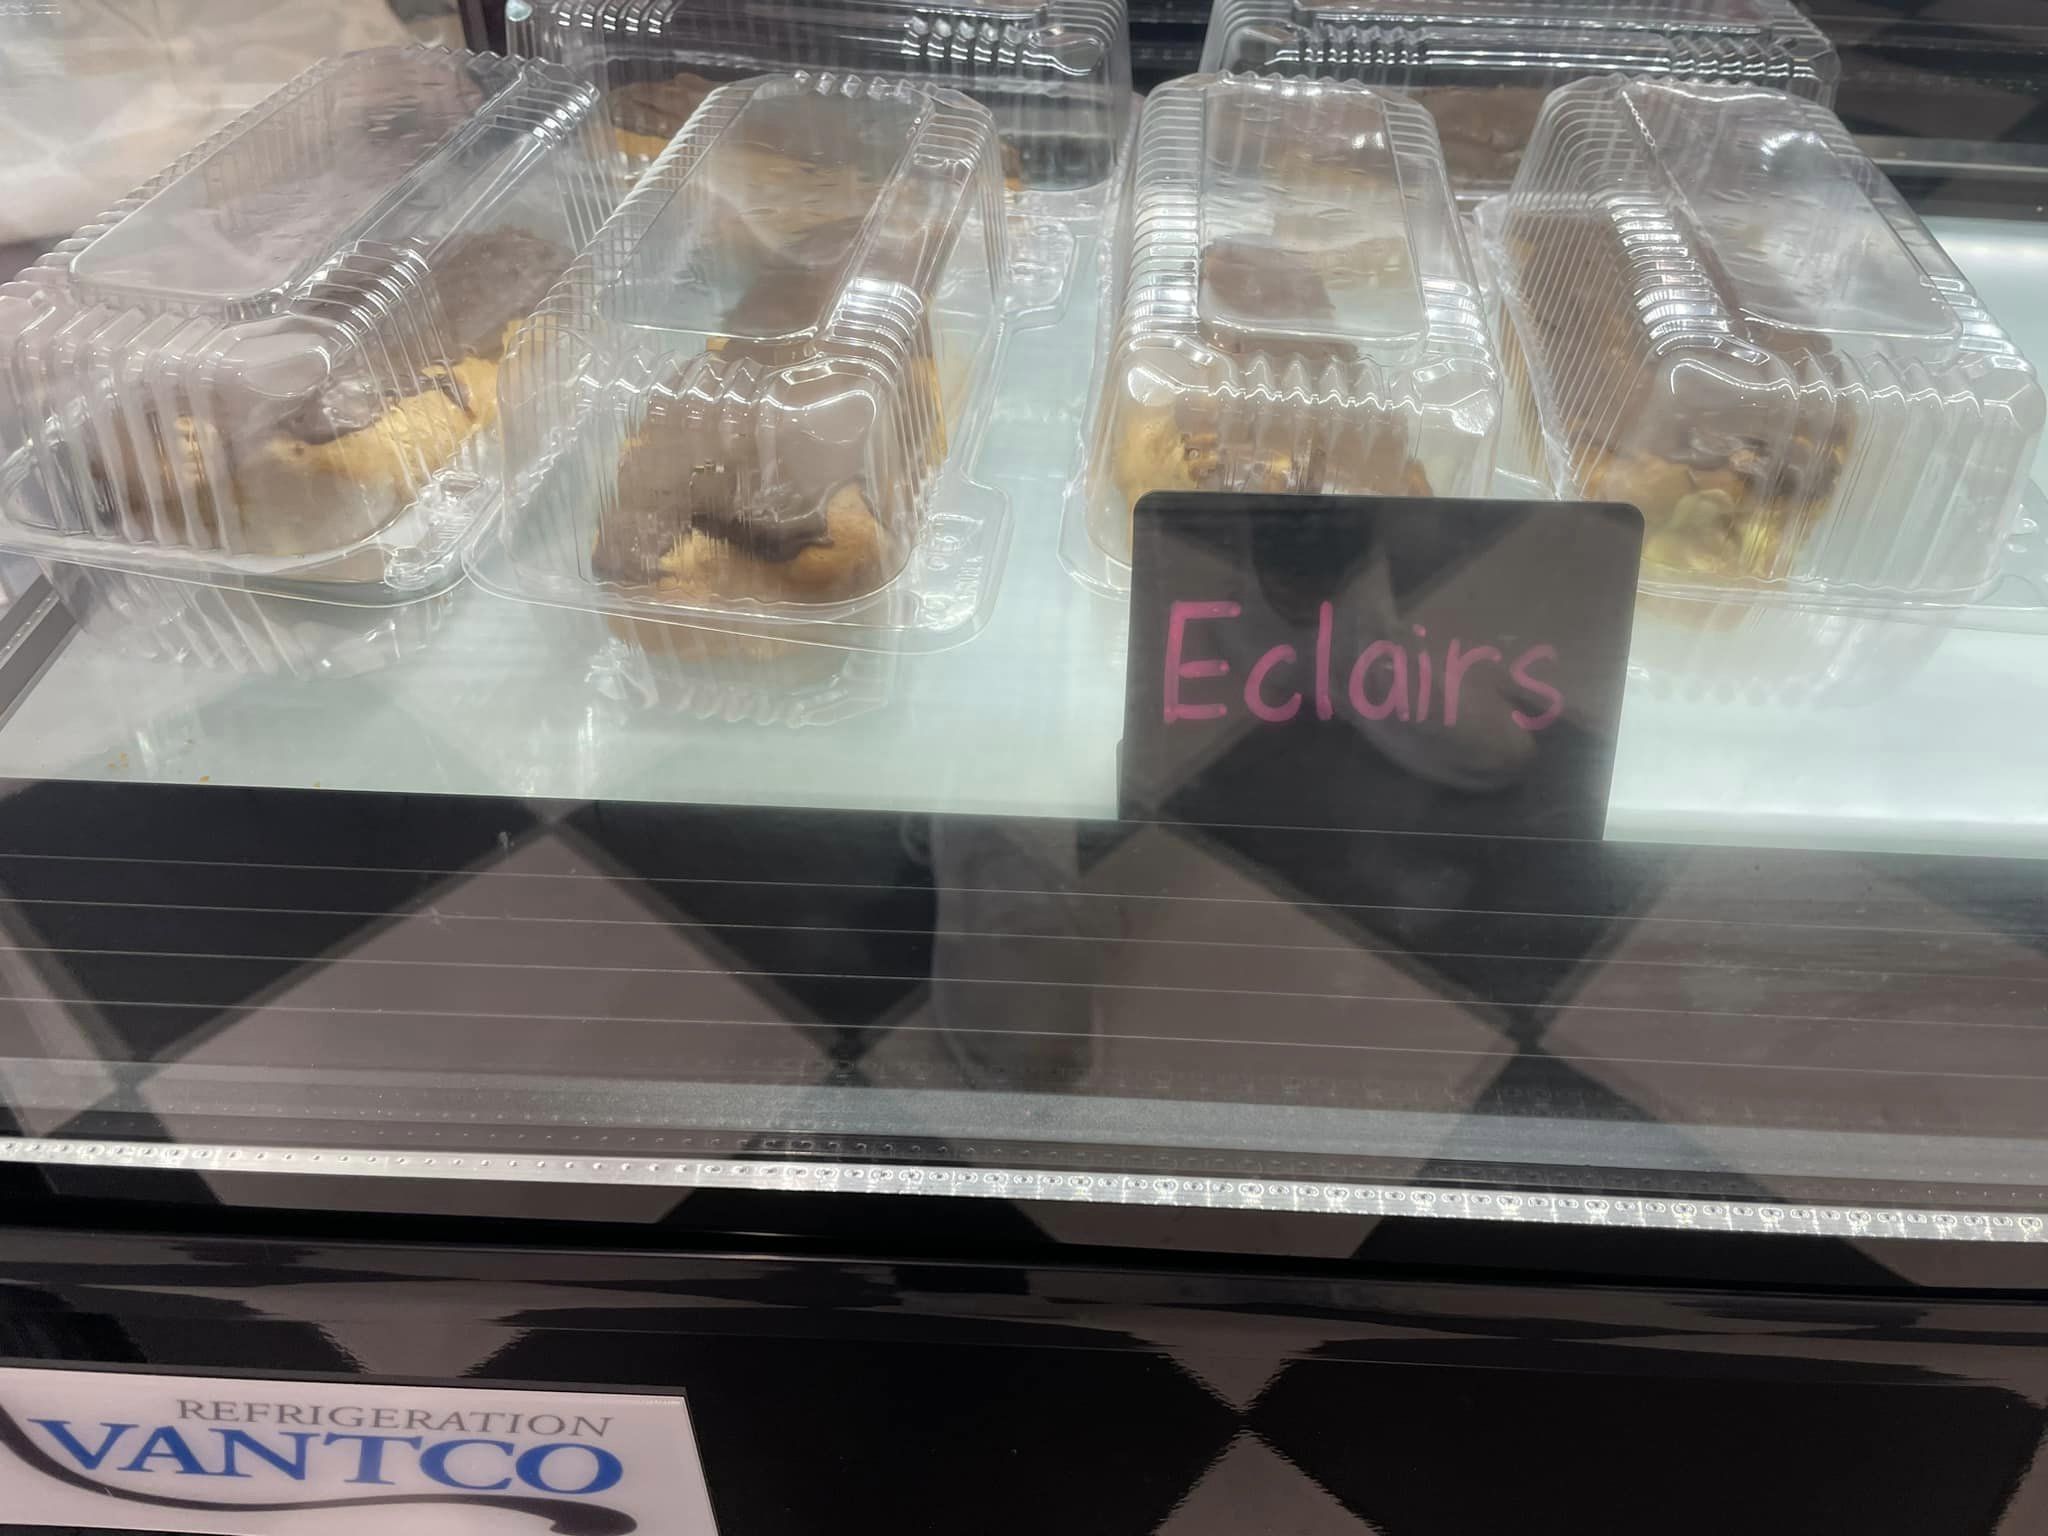 Eclairs
REFRIGERATION
VANTCO